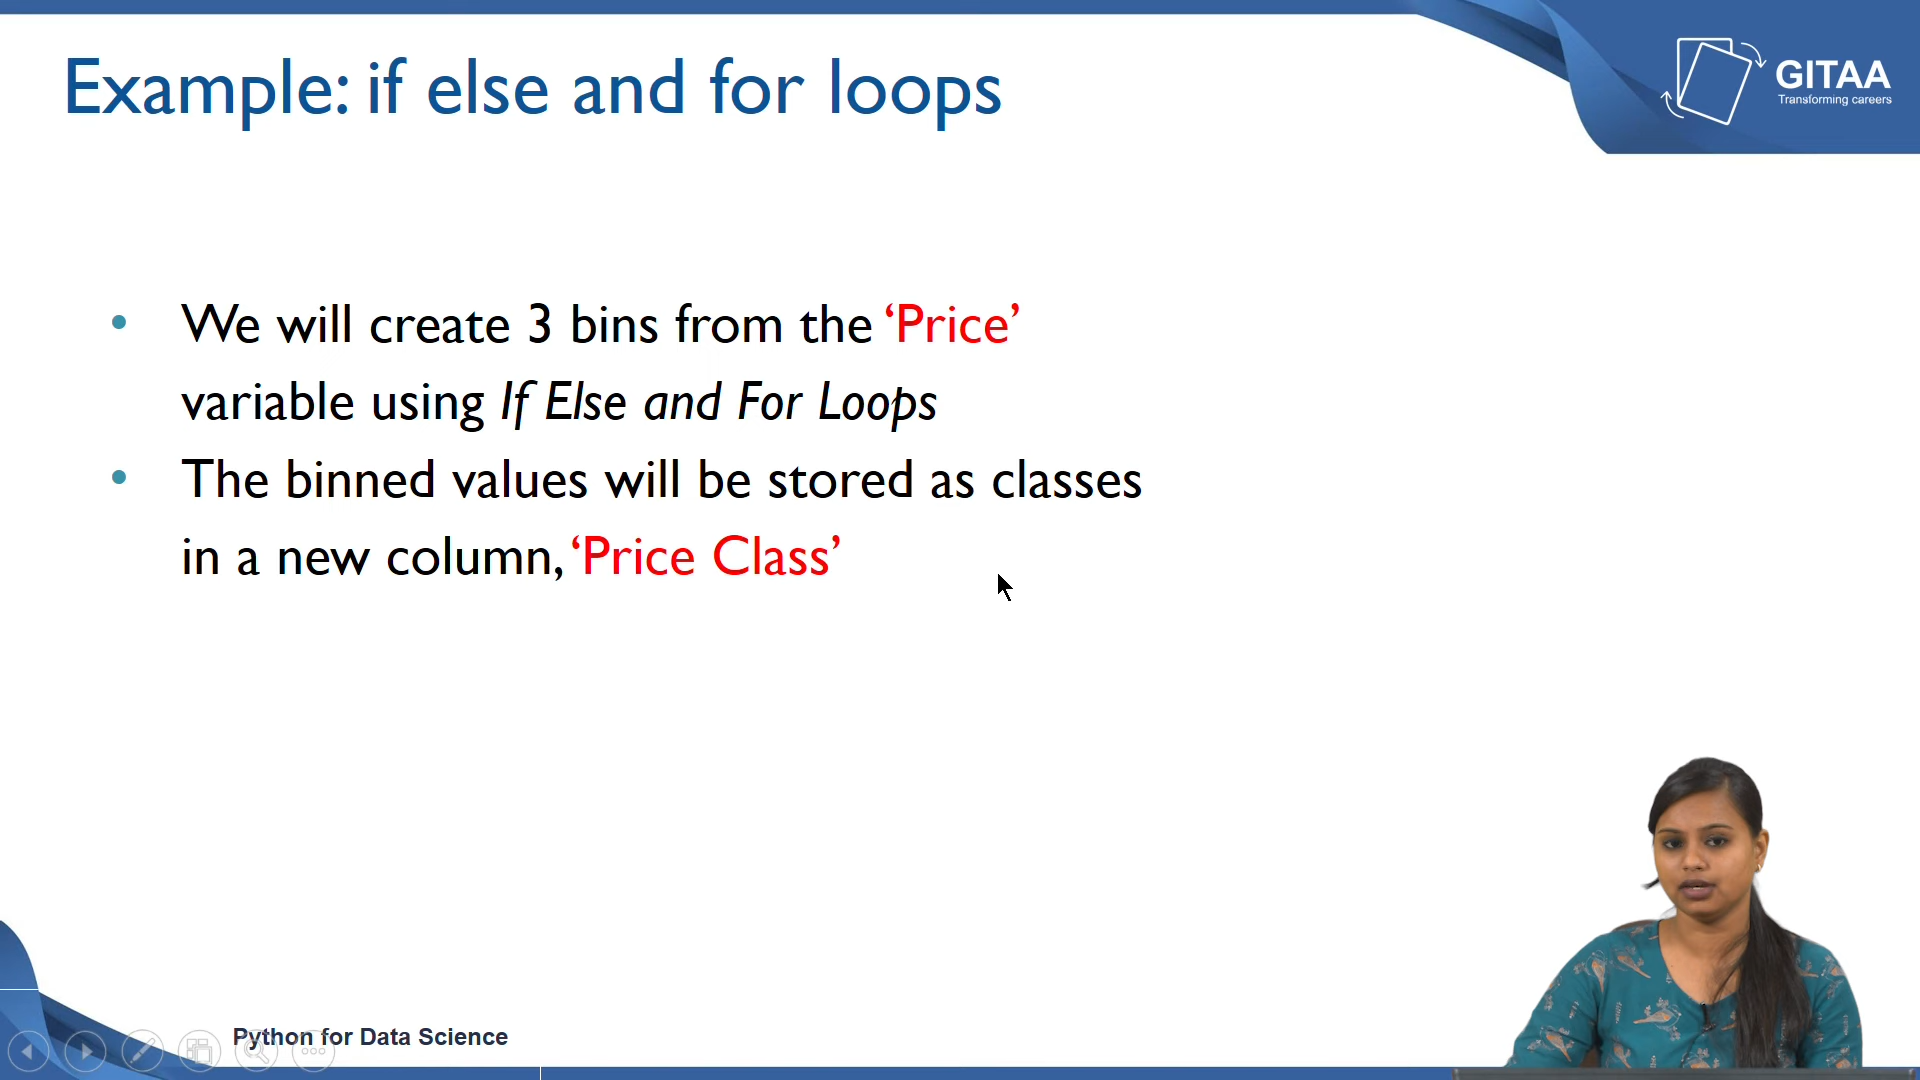 Example: if else and for loops
GITAA
Transforming careers
• We will create 3 bins from the ‘Price’
variable using If Else and For Loops
• The binned values will be stored as classes
in a new column, ‘Price Class’
Python for Data Science